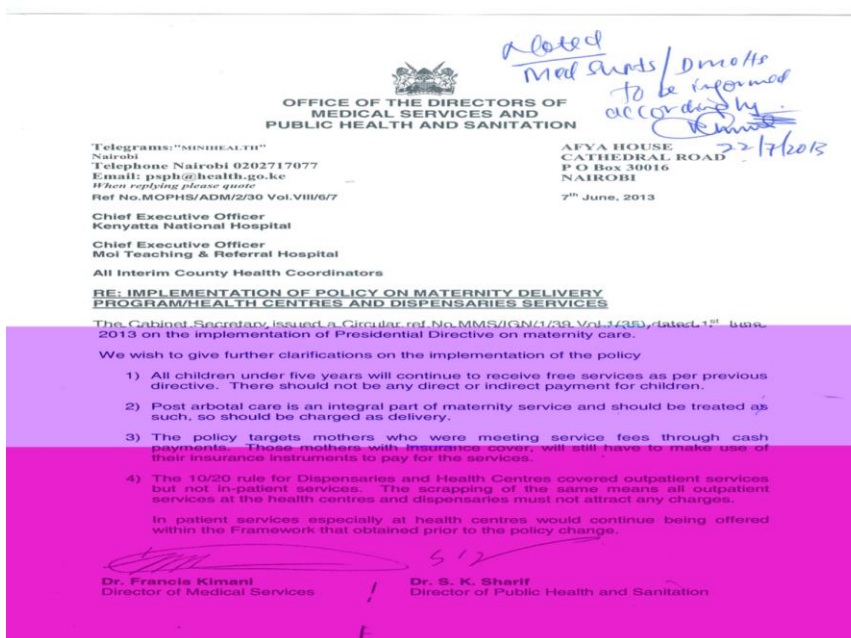 Noted
Med Supts/DMOHs
to be informed
accordingly.
22/7/2013
OFFICE OF THE DIRECTORS OF
MEDICAL SERVICES AND
PUBLIC HEALTH AND SANITATION
Telegrams: "MINIHEALTH"
Nairobi
Telephone Nairobi 0202717077
Email: psph@health.go.ke
When replying please quote
Ref No.MOPHS/ADM/2/30 Vol.VIII/6/7
AFYA HOUSE
CATHEDRAL ROAD
P O Box 30016
NAIROBI
7th June, 2013
Chief Executive Officer
Kenyatta National Hospital
Chief Executive Officer
Moi Teaching & Referral Hospital
All Interim County Health Coordinators
RE: IMPLEMENTATION OF POLICY ON MATERNITY DELIVERY
PROGRAM/HEALTH CENTRES AND DISPENSARIES SERVICES
The Cabinet Secretary issued a Circular ref No. dated 1st June
2013 on the implementation of Presidential Directive on maternity care.
We wish to give further clarifications on the implementation of the policy
1) All children under five years will continue to receive free services as per previous
directive. There should not be any direct or indirect payment for children.
2) Post arbotal care is an integral part of maternity service and should be treated as
such, so should be charged as delivery.
3) The policy targets mothers who were meeting service fees through cash
payments. Those mothers with insurance cover, will still have to make use of
their insurance instruments to pay for the services.
4) The 10/20 rule for Dispensaries and Health Centres covered outpatient services
but not in-patient services. The scrapping of the same means all outpatient
services at the health centres and dispensaries must not attract any charges.
In patient services especially at health centres would continue being offered
within the Framework that obtained prior to the policy change.
Dr. Francis Kimani
Director of Medical Services
Dr. S. K. Sharif
Director of Public Health and Sanitation